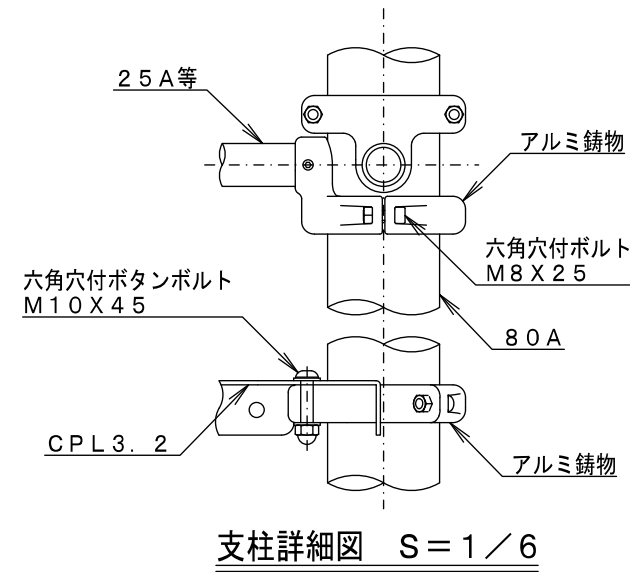 ２５Ａ等
アルミ鋳物
六角穴付ボルト
Ｍ８Ｘ２５
六角穴付ボタンボルト
Ｍ１０Ｘ４５
８０Ａ
ＣＰＬ３．２
アルミ鋳物
支柱詳細図　Ｓ＝１／６